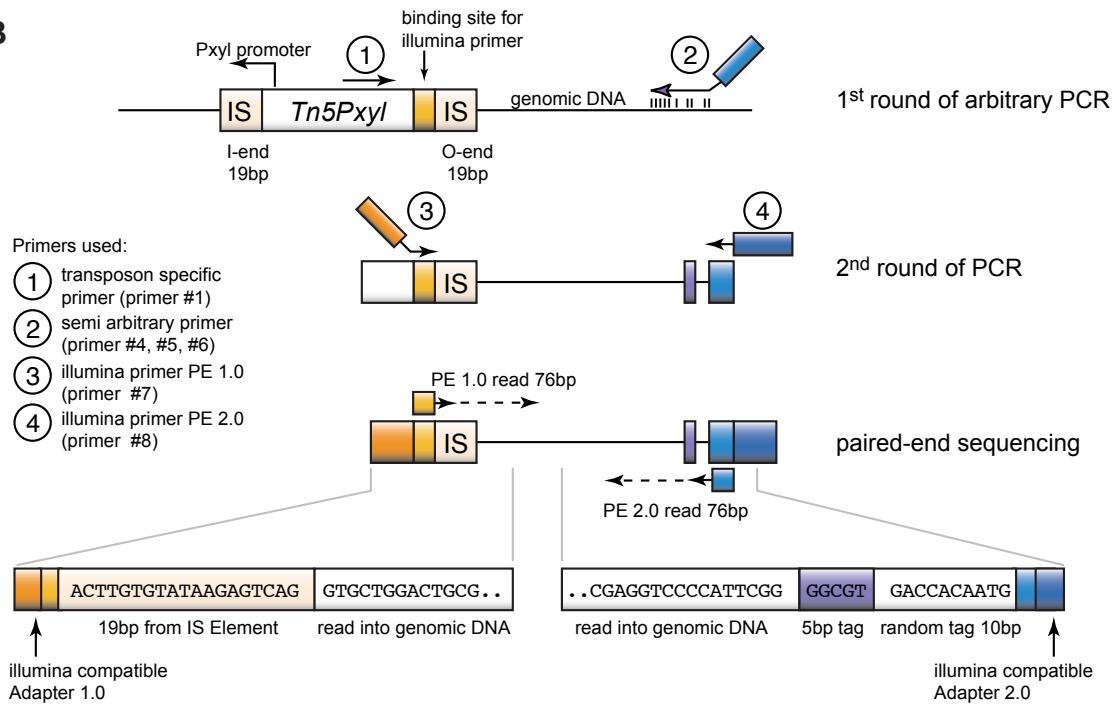 B
binding site for
illumina primer
Pxyl promoter
1
2
IS
Tn5Pxyl
IS
genomic DNA
1st round of arbitrary PCR
I-end
19bp
O-end
19bp
3
4
IS
2nd round of PCR
Primers used:
1 transposon specific
primer (primer #1)
2 semi arbitrary primer
(primer #4, #5, #6)
3 illumina primer PE 1.0
(primer #7)
4 illumina primer PE 2.0
(primer #8)
PE 1.0 read 76bp
IS
paired-end sequencing
PE 2.0 read 76bp
ACTTGTGTATAAGAGTCAG GTGCTGGACTGCG.. ..CGAGGTCCCCATTCGG GGCGT GACCACAATG
19bp from IS Element read into genomic DNA read into genomic DNA 5bp tag random tag 10bp
illumina compatible
Adapter 1.0
illumina compatible
Adapter 2.0